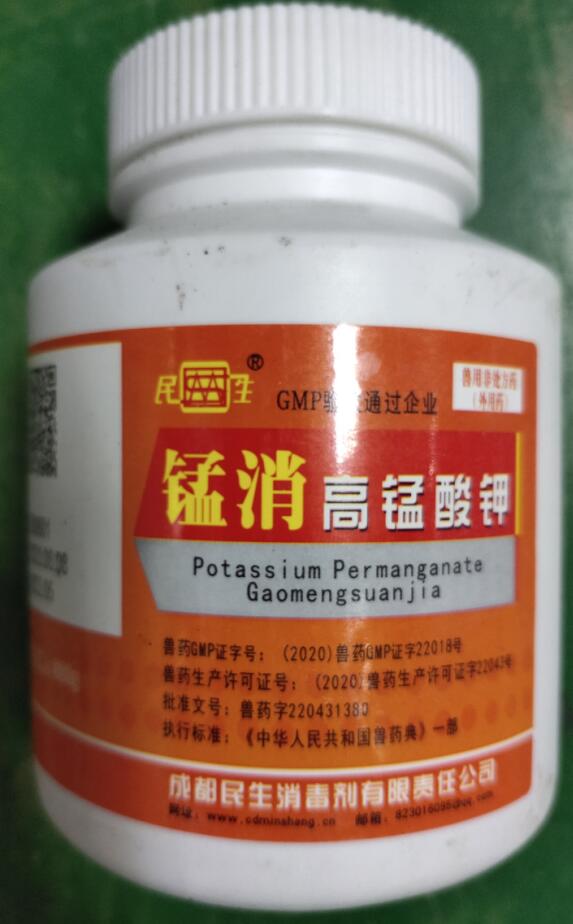 民生®
GMP验收通过企业
兽用非处方药
(外用药)
锰消 高锰酸钾
Potassium Permanganate
Gaomengsuanjia
兽药GMP证字号：(2020)兽药GMP证字22018号
兽药生产许可证号：(2020)兽药生产许可证字22043号
批准文号：兽药字220431380
执行标准：《中华人民共和国兽药典》一部
成都民生消毒剂有限责任公司
网址：www.cdminshang.cn 邮箱：823016095@qq.com